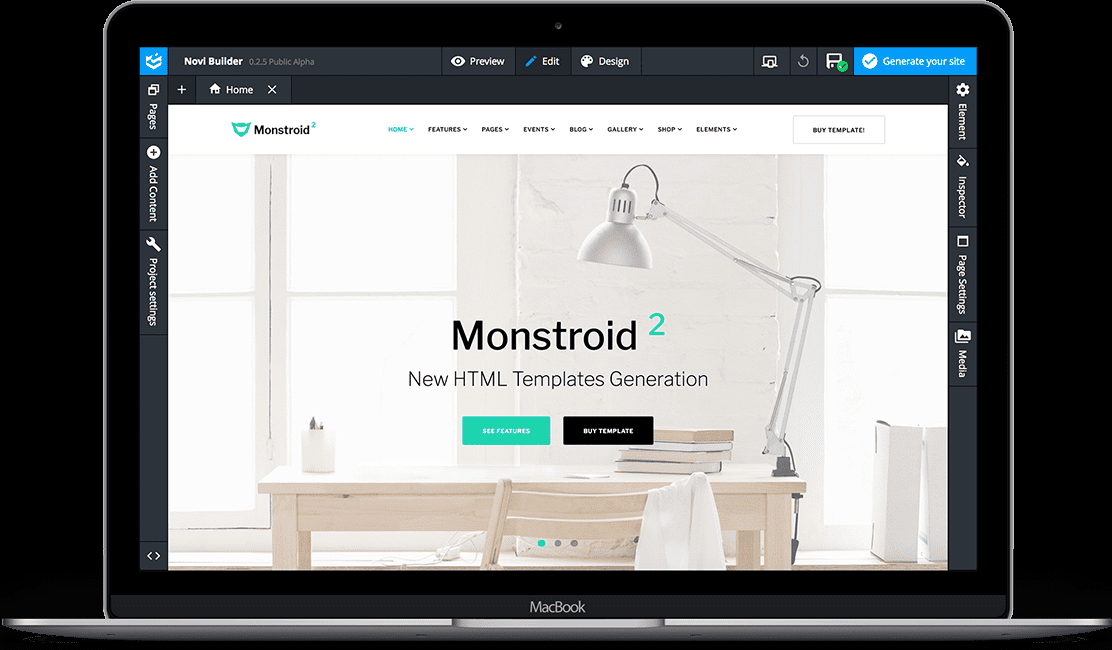 Novi Builder 0.2.5 Public Alpha Preview Edit Design Generate your site
Home
Pages
Add Content
Project settings
Element
Inspector
Page Settings
Media
Monstroid 2 HOME FEATURES PAGES EVENTS BLOG GALLERY SHOP ELEMENTS BUY TEMPLATE!
Monstroid 2
New HTML Templates Generation
SEE FEATURES BUY TEMPLATE
MacBook